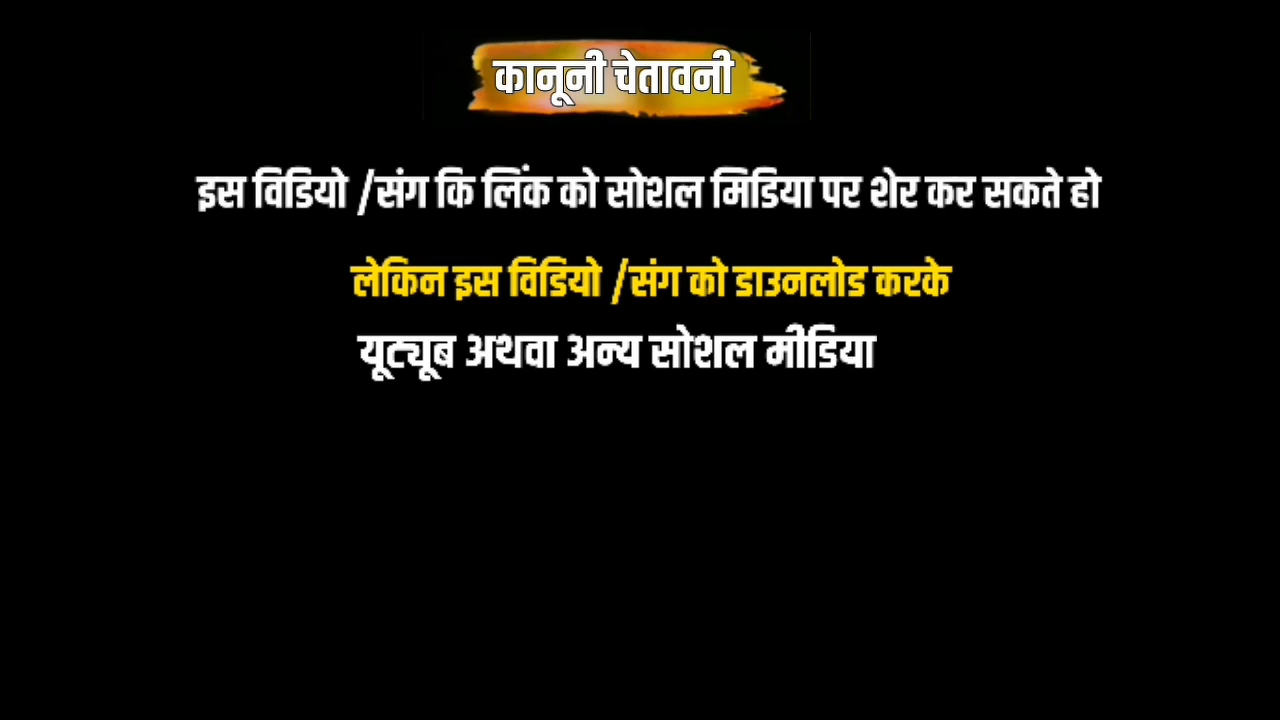 कानूनी चेतावनी
इस विडियो /संग कि लिंक को सोशल मिडिया पर शेर कर सकते हो
लेकिन इस विडियो /संग को डाउनलोड करके
यूट्यूब अथवा अन्य सोशल मीडिया